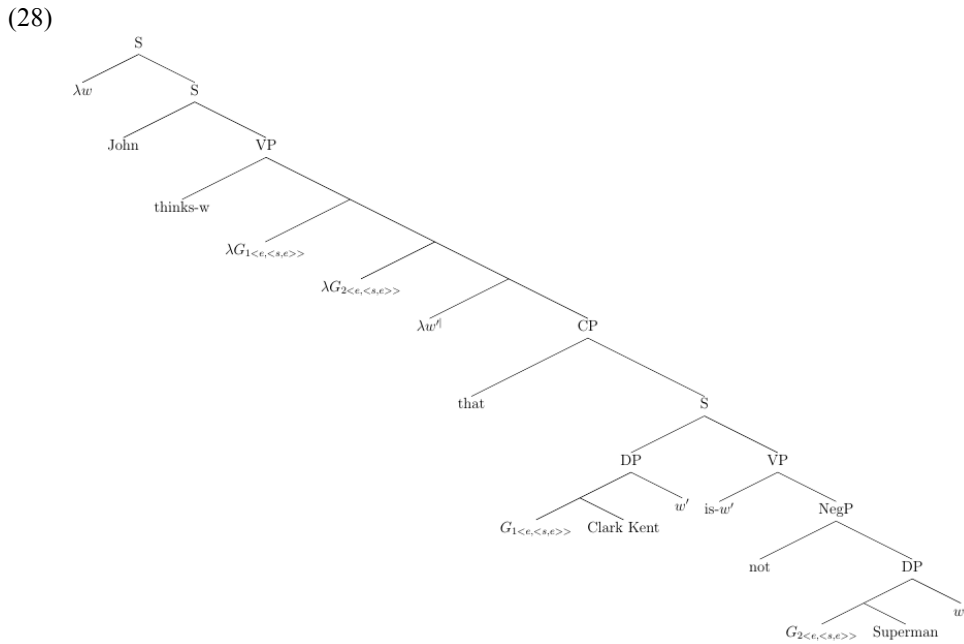 (28)
S
λw S
John VP
thinks-w
λG₁<e,<s,e>>
λG₂<e,<s,e>>
λw′| CP
that S
DP VP
w′ is-w′ NegP
G₁<e,<s,e>> Clark Kent
not DP
w
G₂<e,<s,e>> Superman